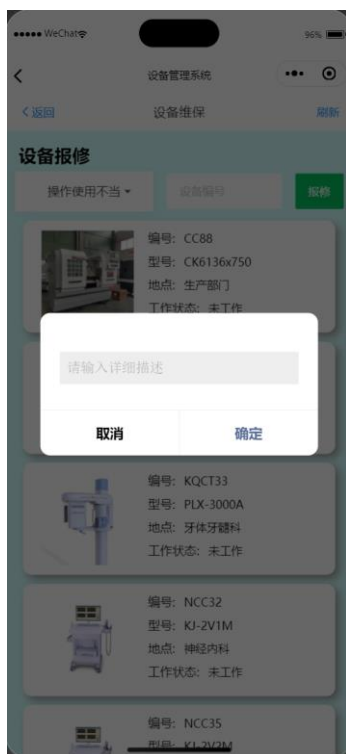 WeChat
96%
设备管理系统
<返回
设备维保
刷新
设备报修
操作使用不当
设备编号
报修
编号: CC88
型号: CK6136x750
地点: 生产部门
工作状态: 未工作
请输入详细描述
取消
确定
编号: KQCT33
型号: PLX-3000A
地点: 牙体牙髓科
工作状态: 未工作
编号: NCC32
型号: KJ-2V1M
地点: 神经内科
工作状态: 未工作
编号: NCC35
型号: KJ-2V2M